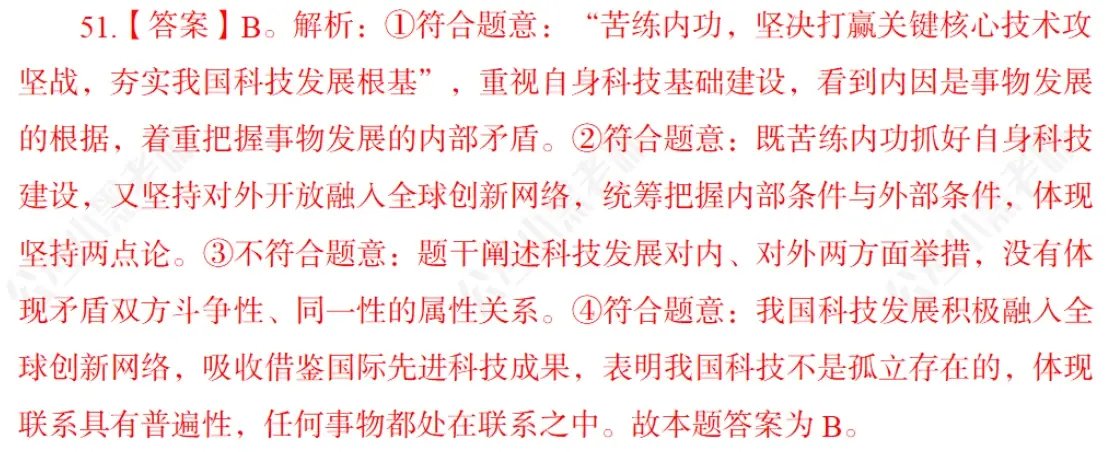 51.【答案】B。解析：①符合题意：“苦练内功，坚决打赢关键核心技术攻
坚战，夯实我国科技发展根基”，重视自身科技基础建设，看到内因是事物发展
的根据，着重把握事物发展的内部矛盾。②符合题意：既苦练内功抓好自身科技
建设，又坚持对外开放融入全球创新网络，统筹把握内部条件与外部条件，体现
坚持两点论。③不符合题意：题干阐述科技发展对内、对外两方面举措，没有体
现矛盾双方斗争性、同一性的属性关系。④符合题意：我国科技发展积极融入全
球创新网络，吸收借鉴国际先进科技成果，表明我国科技不是孤立存在的，体现
联系具有普遍性，任何事物都处在联系之中。故本题答案为 B。